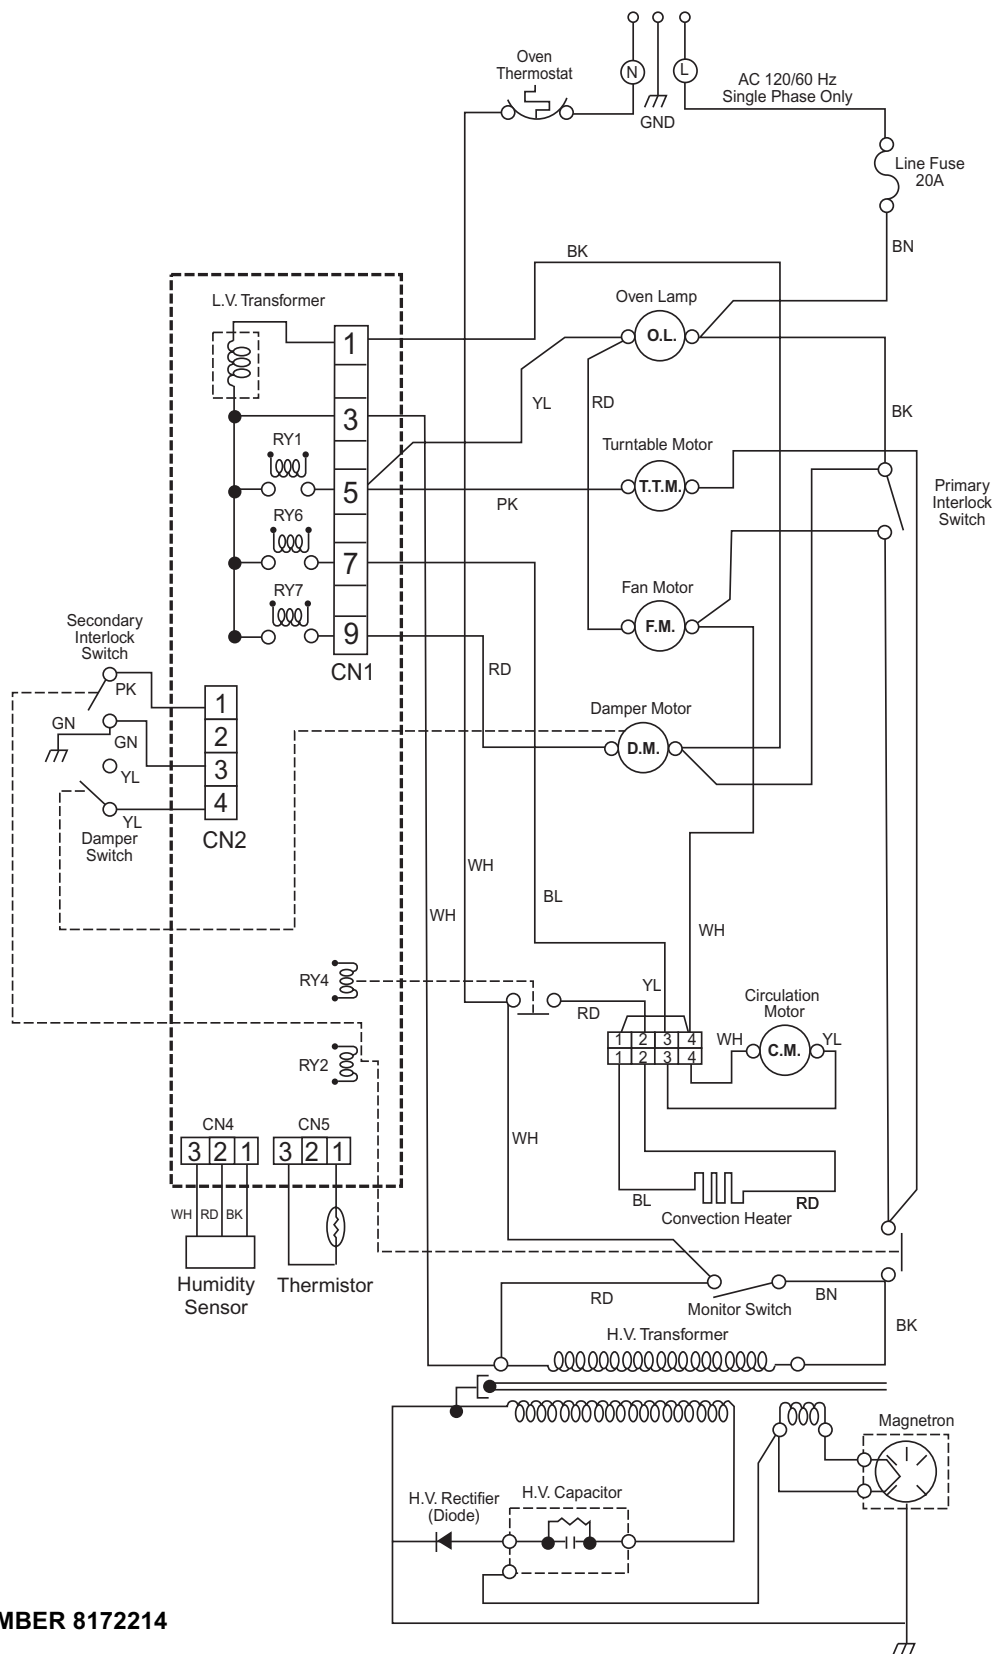 Oven
Thermostat
N
L
GND
AC 120/60 Hz
Single Phase Only
Line Fuse
20A
BN
BK
L.V. Transformer
Oven Lamp
O.L.
1
3
5
7
9
CN1
YL
RD
BK
RY1
RY6
RY7
Turntable Motor
T.T.M.
PK
Primary
Interlock
Switch
Fan Motor
F.M.
Secondary
Interlock
Switch
PK
GN
GN
YL
YL
Damper
Switch
1
2
3
4
CN2
RD
Damper Motor
D.M.
WH
BL
WH
WH
RY4
RY2
RD
YL
1 2 3 4
1 2 3 4
Circulation
Motor
WH
C.M.
YL
WH
CN4
3 2 1
CN5
3 2 1
BL
RD
Convection Heater
WH RD BK
Humidity
Sensor
Thermistor
RD
Monitor Switch
BN
BK
H.V. Transformer
Magnetron
H.V. Rectifier
(Diode)
H.V. Capacitor
MBER 8172214